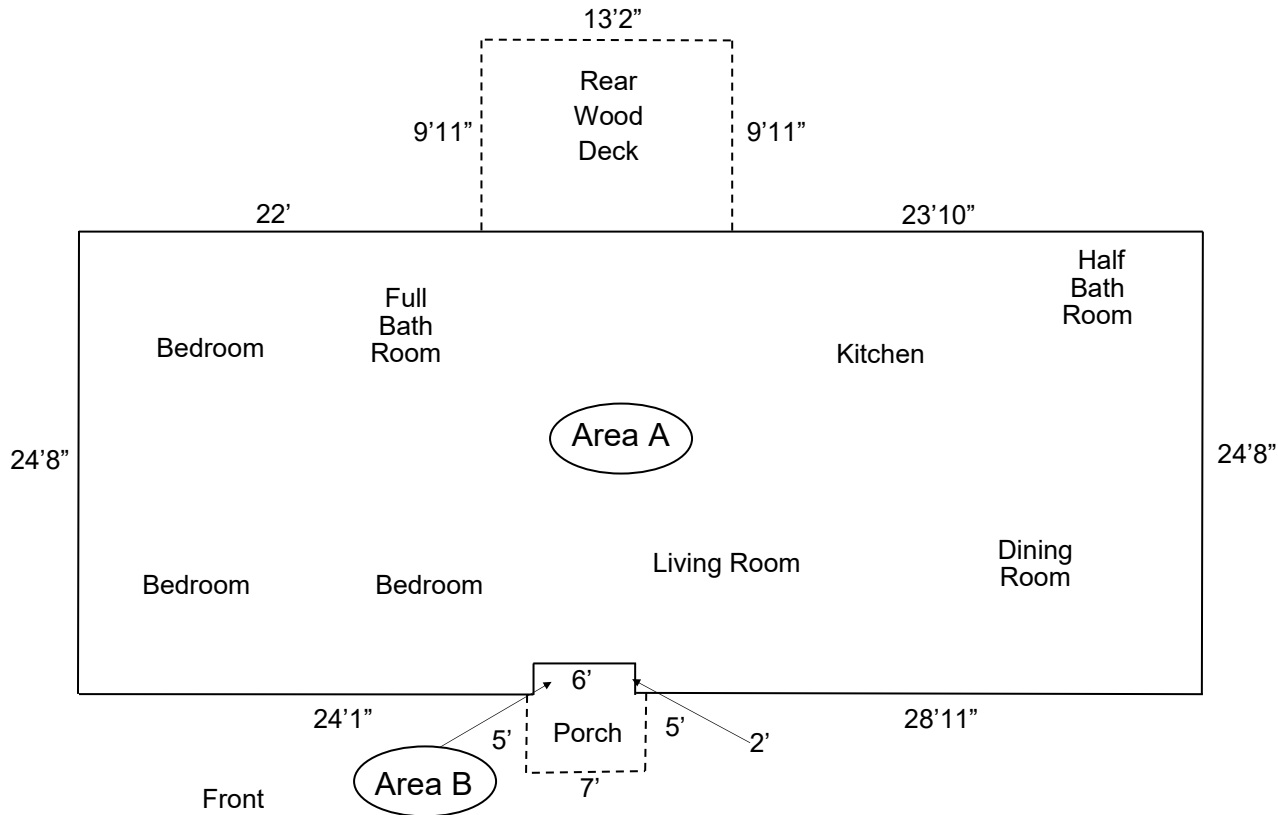 13’2”
Rear
Wood
Deck
9’11”
9’11”
22’
23’10”
Half
Bath
Room
Full
Bath
Room
Bedroom
Kitchen
Area A
24’8”
24’8”
Living Room
Dining
Room
Bedroom
Bedroom
6’
24’1”
28’11”
5’
Porch
5’
2’
7’
Area B
Front